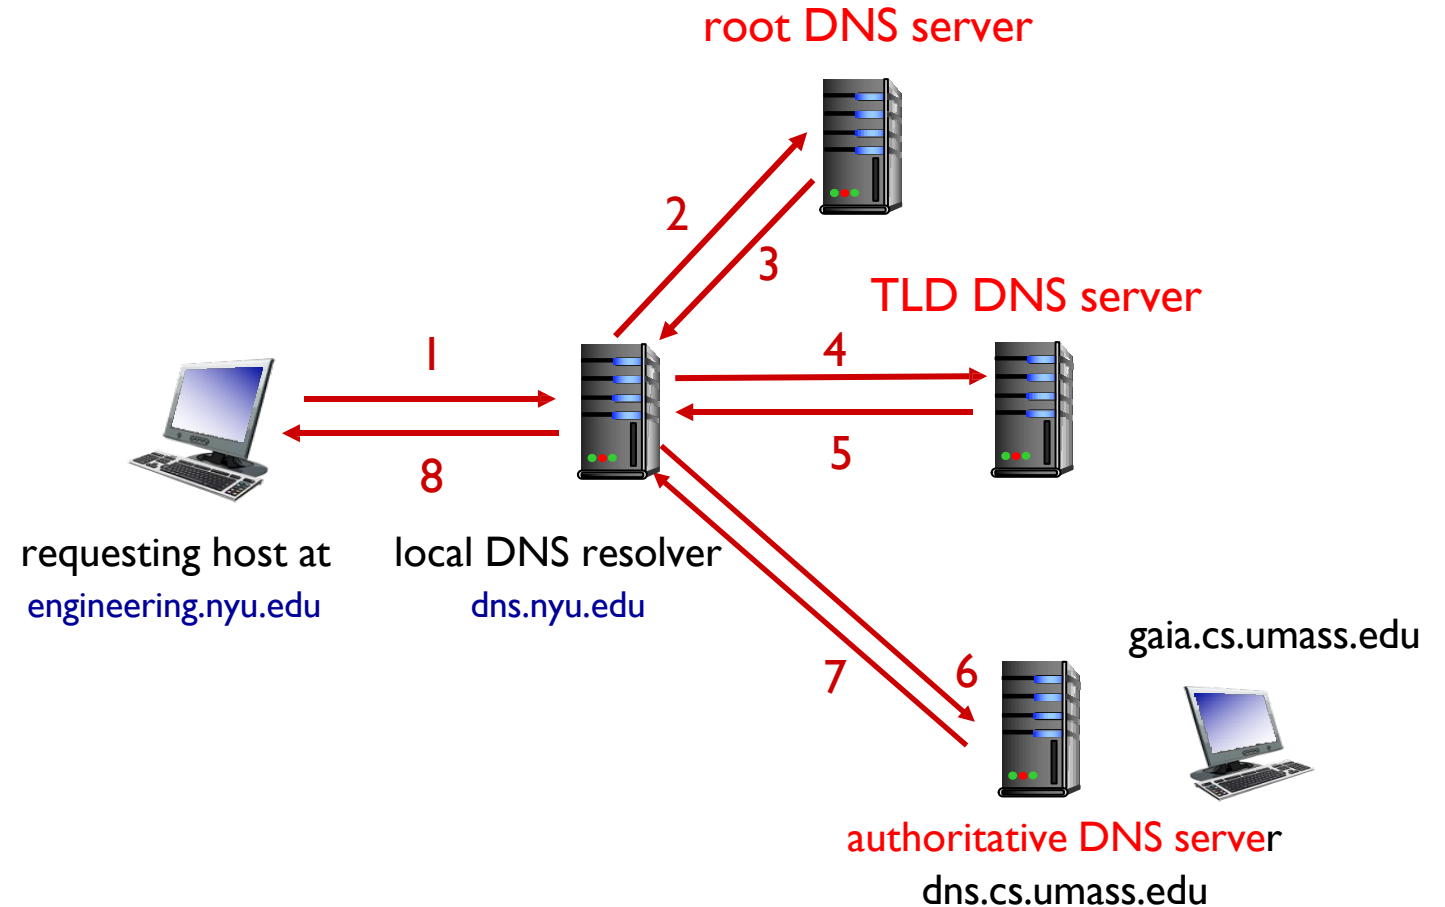 root DNS server
2
3
TLD DNS server
1
4
8
5
requesting host at
engineering.nyu.edu
local DNS resolver
dns.nyu.edu
gaia.cs.umass.edu
7
6
authoritative DNS server
dns.cs.umass.edu